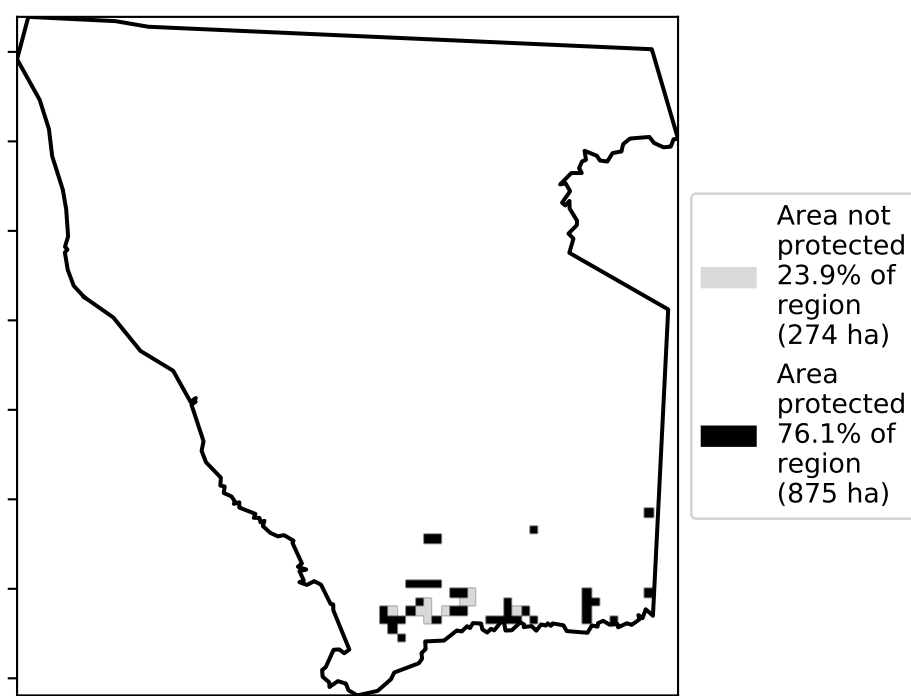 Area not
protected
23.9% of
region
(274 ha)
Area
protected
76.1% of
region
(875 ha)